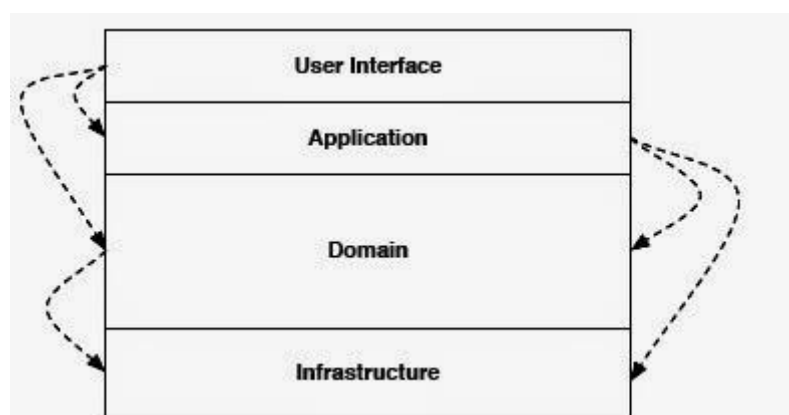 User Interface
Application
Domain
Infrastructure